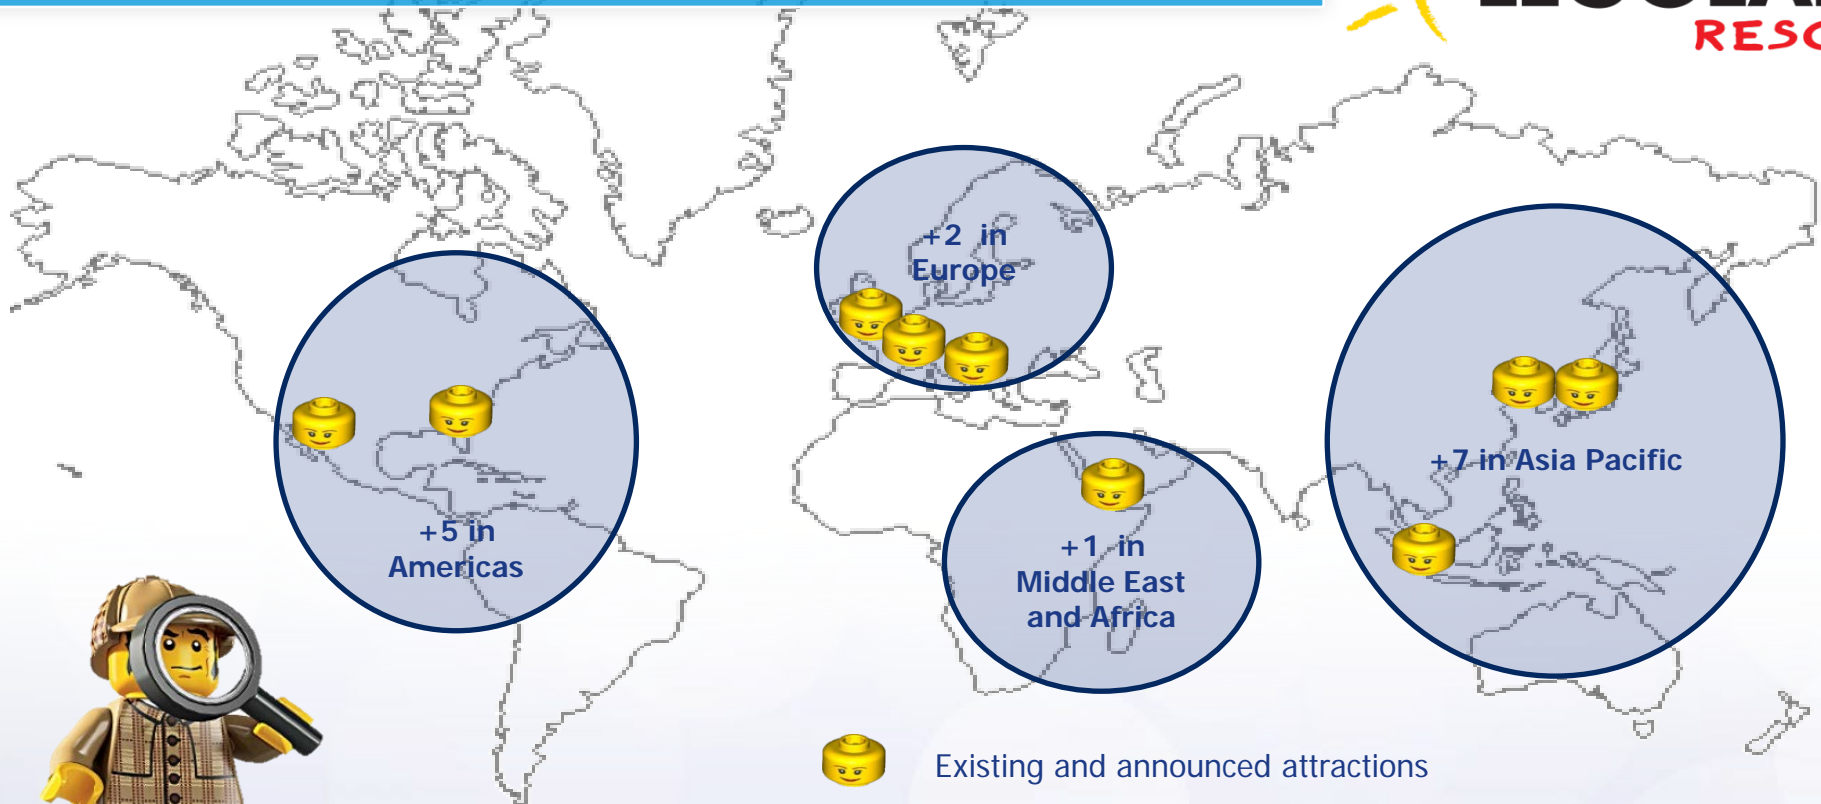 RESO
+2 in
Europe
+7 in Asia Pacific
+5 in
Americas
+1 in
Middle East
and Africa
Existing and announced attractions